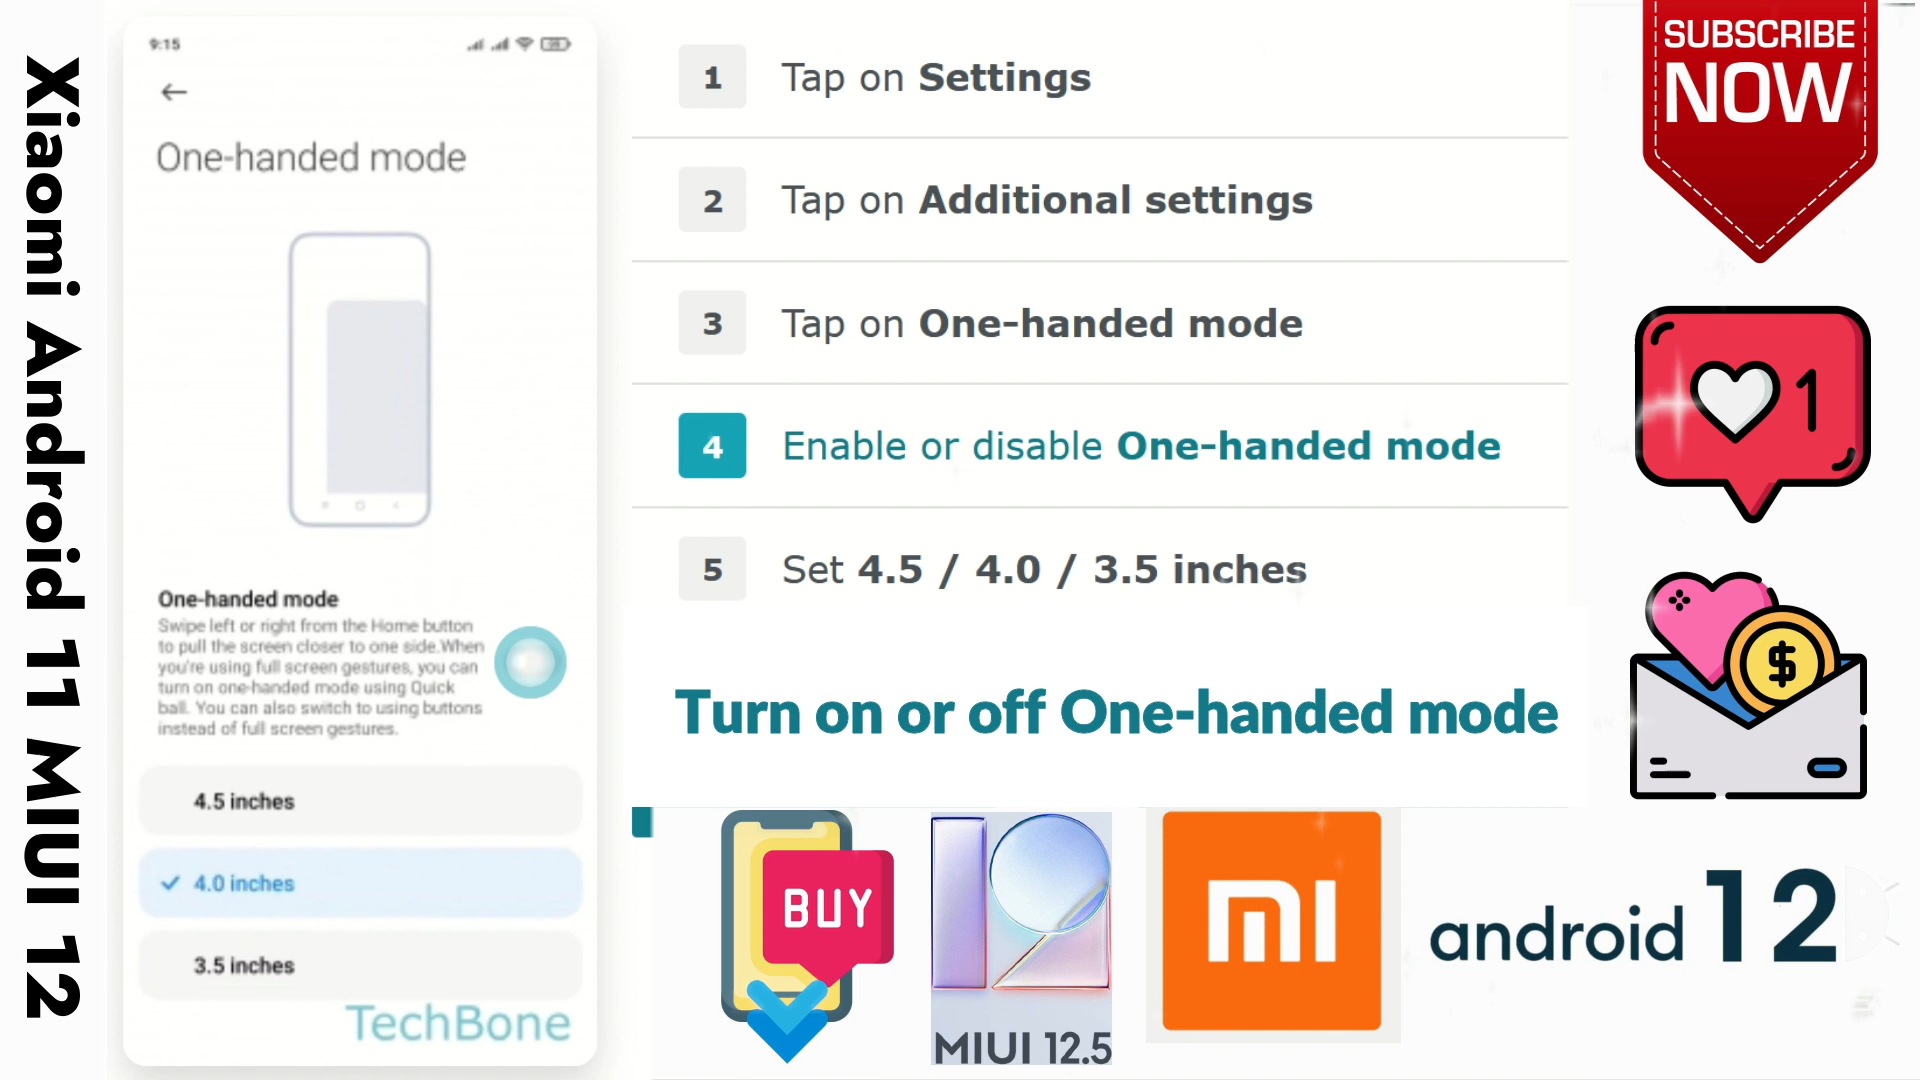 Xiaomi Android 11 MIUI 12
9:15
One-handed mode
One-handed mode
Swipe left or right from the Home button
to pull the screen closer to one side.When
you're using full screen gestures, you can
turn on one-handed mode using Quick
ball. You can also switch to using buttons
instead of full screen gestures.
4.5 inches
4.0 inches
3.5 inches
TechBone
1 Tap on Settings
2 Tap on Additional settings
3 Tap on One-handed mode
4 Enable or disable One-handed mode
5 Set 4.5 / 4.0 / 3.5 inches
Turn on or off One-handed mode
BUY
12
MIUI 12.5
mi
android 12
SUBSCRIBE
NOW
1
$